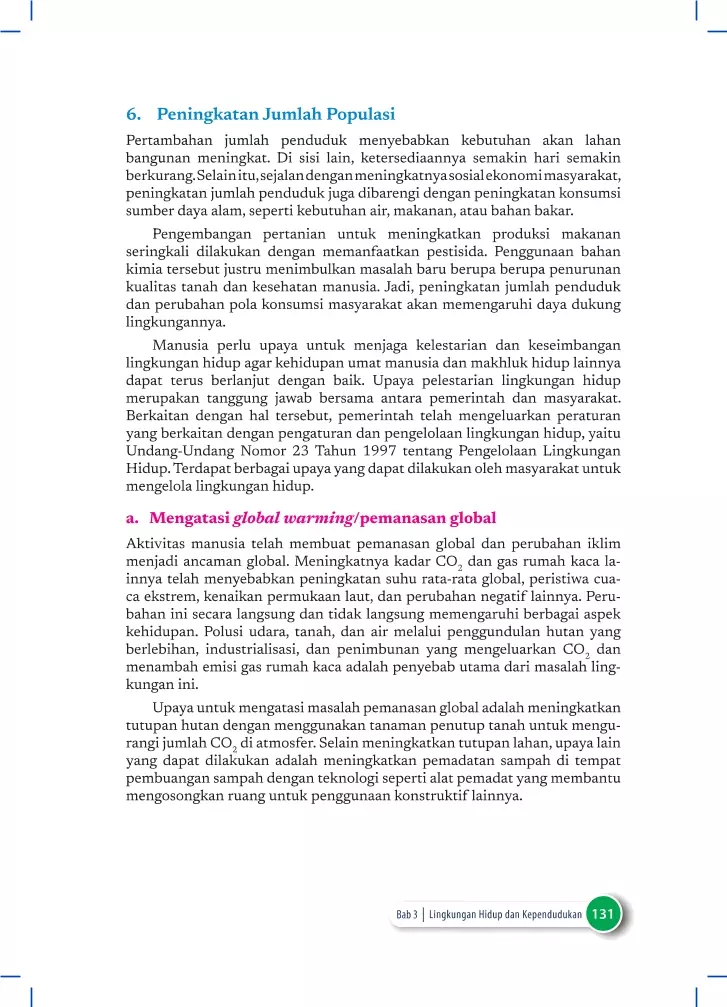 6. Peningkatan Jumlah Populasi
Pertambahan jumlah penduduk menyebabkan kebutuhan akan lahan
bangunan meningkat. Di sisi lain, ketersediaannya semakin hari semakin
berkurang. Selain itu, sejalan dengan meningkatnya sosial ekonomi masyarakat,
peningkatan jumlah penduduk juga dibarengi dengan peningkatan konsumsi
sumber daya alam, seperti kebutuhan air, makanan, atau bahan bakar.
Pengembangan pertanian untuk meningkatkan produksi makanan
seringkali dilakukan dengan memanfaatkan pestisida. Penggunaan bahan
kimia tersebut justru menimbulkan masalah baru berupa berupa penurunan
kualitas tanah dan kesehatan manusia. Jadi, peningkatan jumlah penduduk
dan perubahan pola konsumsi masyarakat akan memengaruhi daya dukung
lingkungannya.
Manusia perlu upaya untuk menjaga kelestarian dan keseimbangan
lingkungan hidup agar kehidupan umat manusia dan makhluk hidup lainnya
dapat terus berlanjut dengan baik. Upaya pelestarian lingkungan hidup
merupakan tanggung jawab bersama antara pemerintah dan masyarakat.
Berkaitan dengan hal tersebut, pemerintah telah mengeluarkan peraturan
yang berkaitan dengan pengaturan dan pengelolaan lingkungan hidup, yaitu
Undang-Undang Nomor 23 Tahun 1997 tentang Pengelolaan Lingkungan
Hidup. Terdapat berbagai upaya yang dapat dilakukan oleh masyarakat untuk
mengelola lingkungan hidup.
a. Mengatasi global warming/pemanasan global
Aktivitas manusia telah membuat pemanasan global dan perubahan iklim
menjadi ancaman global. Meningkatnya kadar CO₂ dan gas rumah kaca la-
innya telah menyebabkan peningkatan suhu rata-rata global, peristiwa cua-
ca ekstrem, kenaikan permukaan laut, dan perubahan negatif lainnya. Peru-
bahan ini secara langsung dan tidak langsung memengaruhi berbagai aspek
kehidupan. Polusi udara, tanah, dan air melalui penggundulan hutan yang
berlebihan, industrialisasi, dan penimbunan yang mengeluarkan CO₂ dan
menambah emisi gas rumah kaca adalah penyebab utama dari masalah ling-
kungan ini.
Upaya untuk mengatasi masalah pemanasan global adalah meningkatkan
tutupan hutan dengan menggunakan tanaman penutup tanah untuk mengu-
rangi jumlah CO₂ di atmosfer. Selain meningkatkan tutupan lahan, upaya lain
yang dapat dilakukan adalah meningkatkan pemadatan sampah di tempat
pembuangan sampah dengan teknologi seperti alat pemadat yang membantu
mengosongkan ruang untuk penggunaan konstruktif lainnya.
Bab 3 | Lingkungan Hidup dan Kependudukan 131